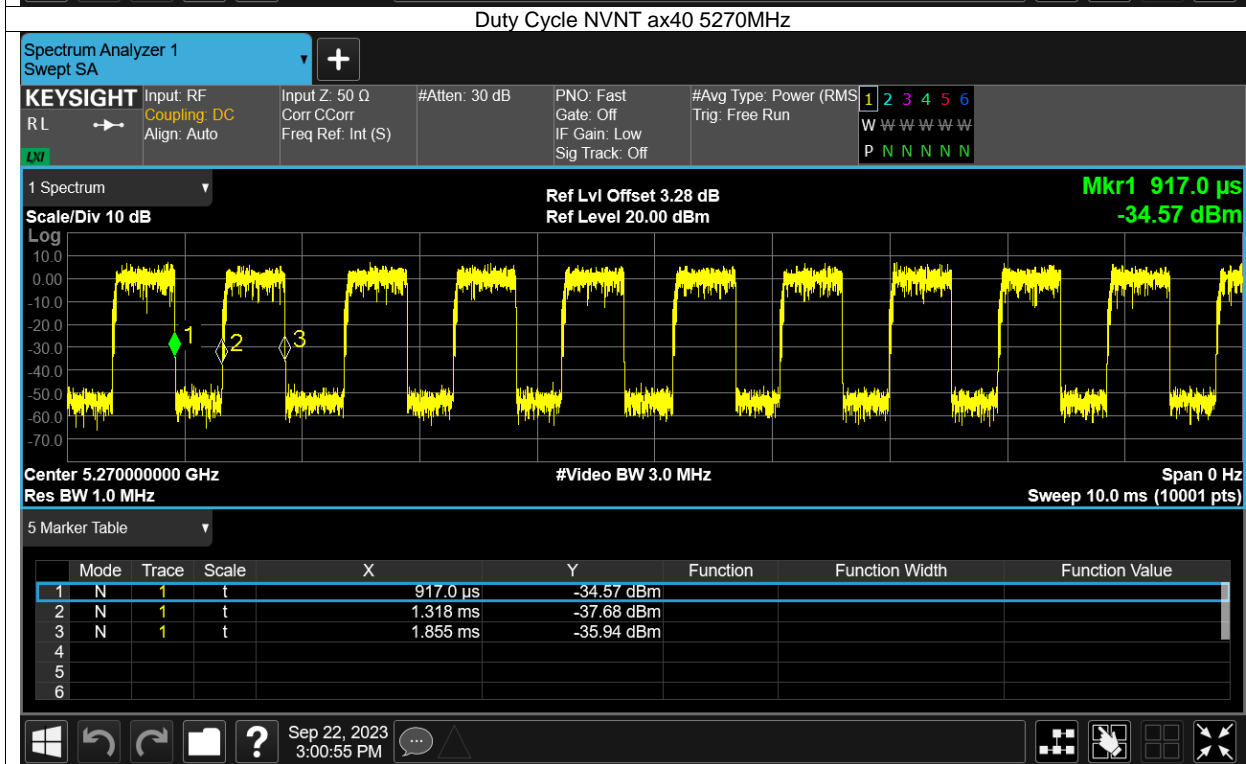 Duty Cycle NVNT ax40 5270MHz
Spectrum Analyzer 1
Swept SA
KEYSIGHT
R L
LXI
Input: RF
Coupling: DC
Align: Auto
Input Z: 50 Ω
Corr CCorr
Freq Ref: Int (S)
#Atten: 30 dB
PNO: Fast
Gate: Off
IF Gain: Low
Sig Track: Off
#Avg Type: Power (RMS
Trig: Free Run
1 2 3 4 5 6
W W W W W W
P N N N N N
1 Spectrum
Scale/Div 10 dB
Ref Lvl Offset 3.28 dB
Ref Level 20.00 dBm
Mkr1 917.0 µs
-34.57 dBm
Log
10.0
0.00
-10.0
-20.0
-30.0
-40.0
-50.0
-60.0
-70.0
1
2
3
Center 5.270000000 GHz
#Video BW 3.0 MHz
Span 0 Hz
Res BW 1.0 MHz
Sweep 10.0 ms (10001 pts)
5 Marker Table
Mode Trace Scale X Y Function Function Width Function Value
1 N 1 t 917.0 µs -34.57 dBm
2 N 1 t 1.318 ms -37.68 dBm
3 N 1 t 1.855 ms -35.94 dBm
4
5
6
?
Sep 22, 2023
3:00:55 PM